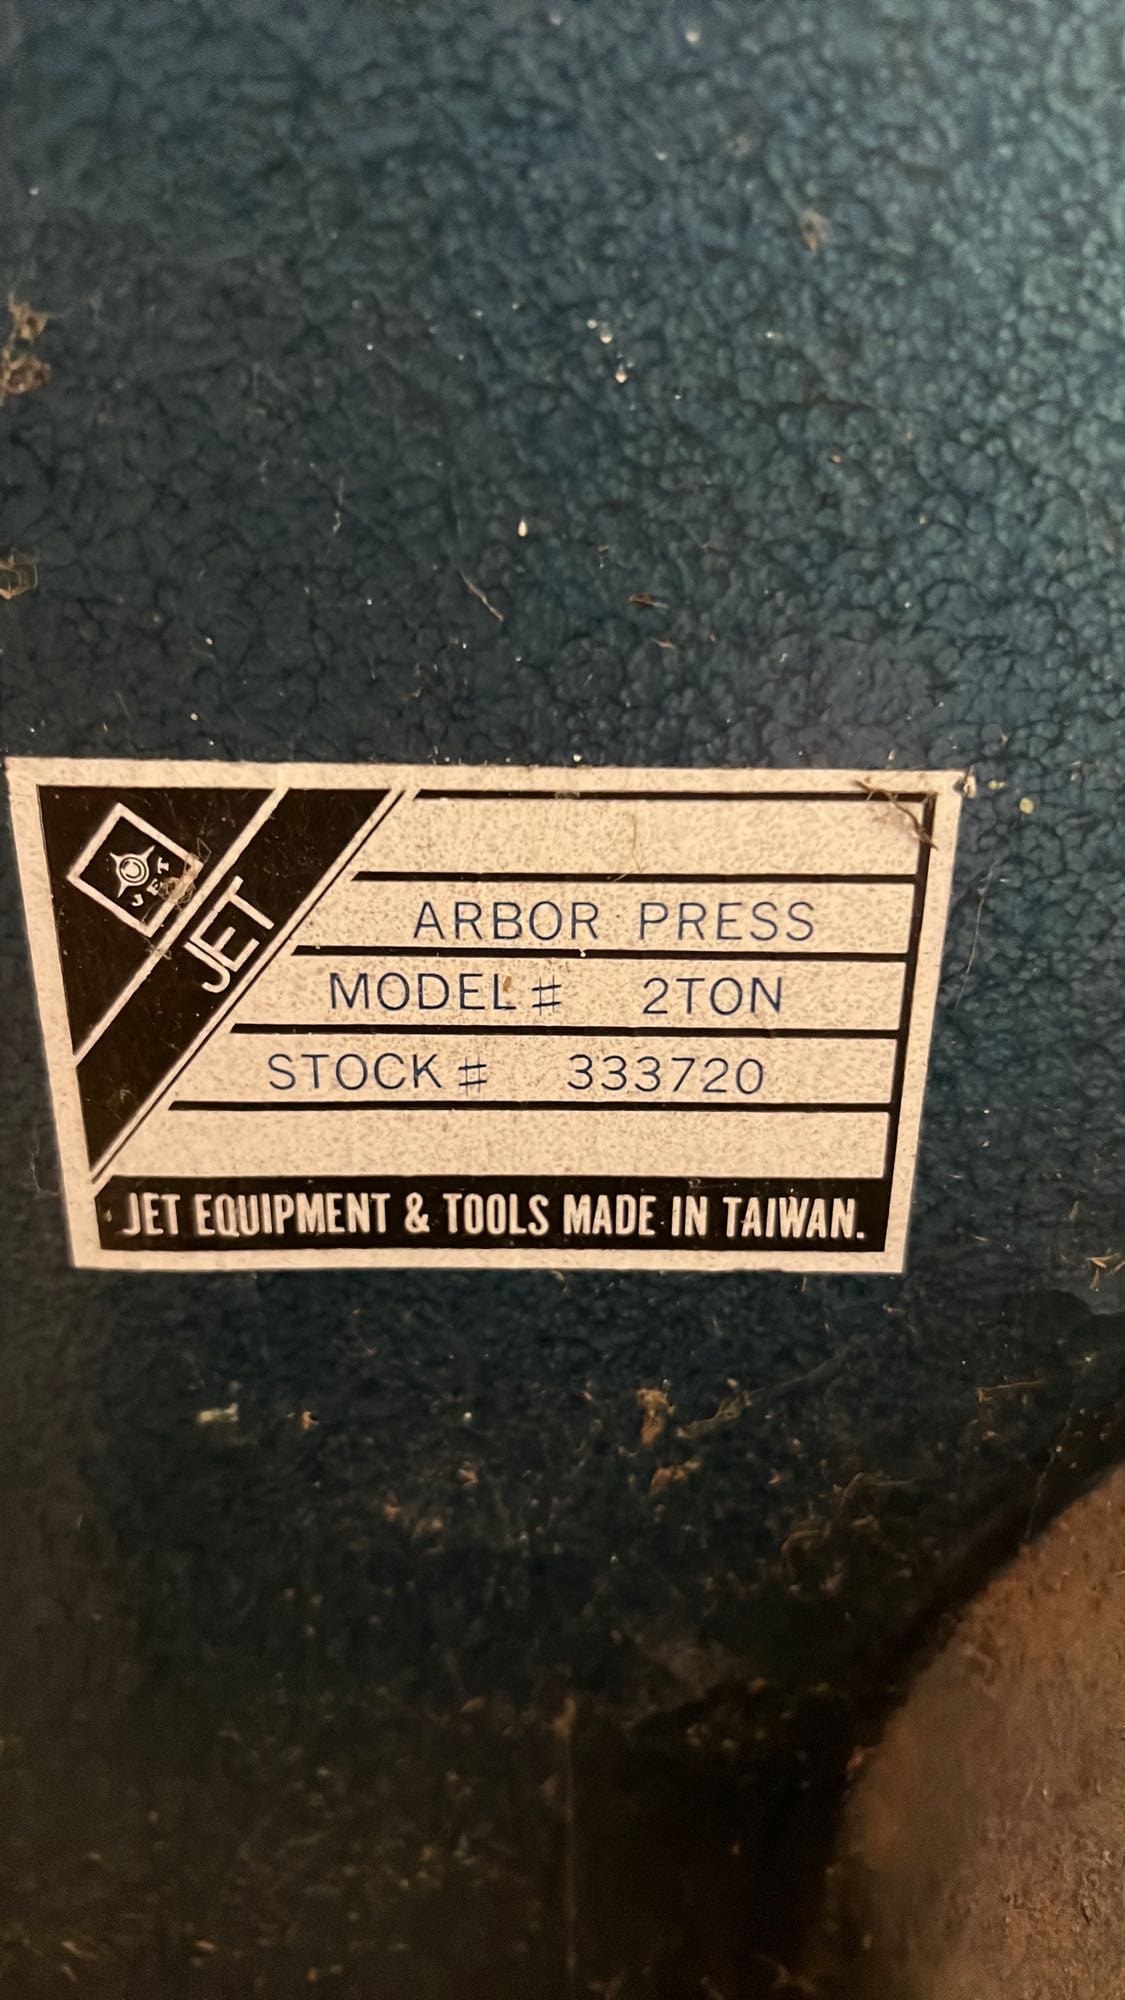 JET
JET
ARBOR PRESS
MODEL # 2TON
STOCK # 333720
JET EQUIPMENT & TOOLS MADE IN TAIWAN.